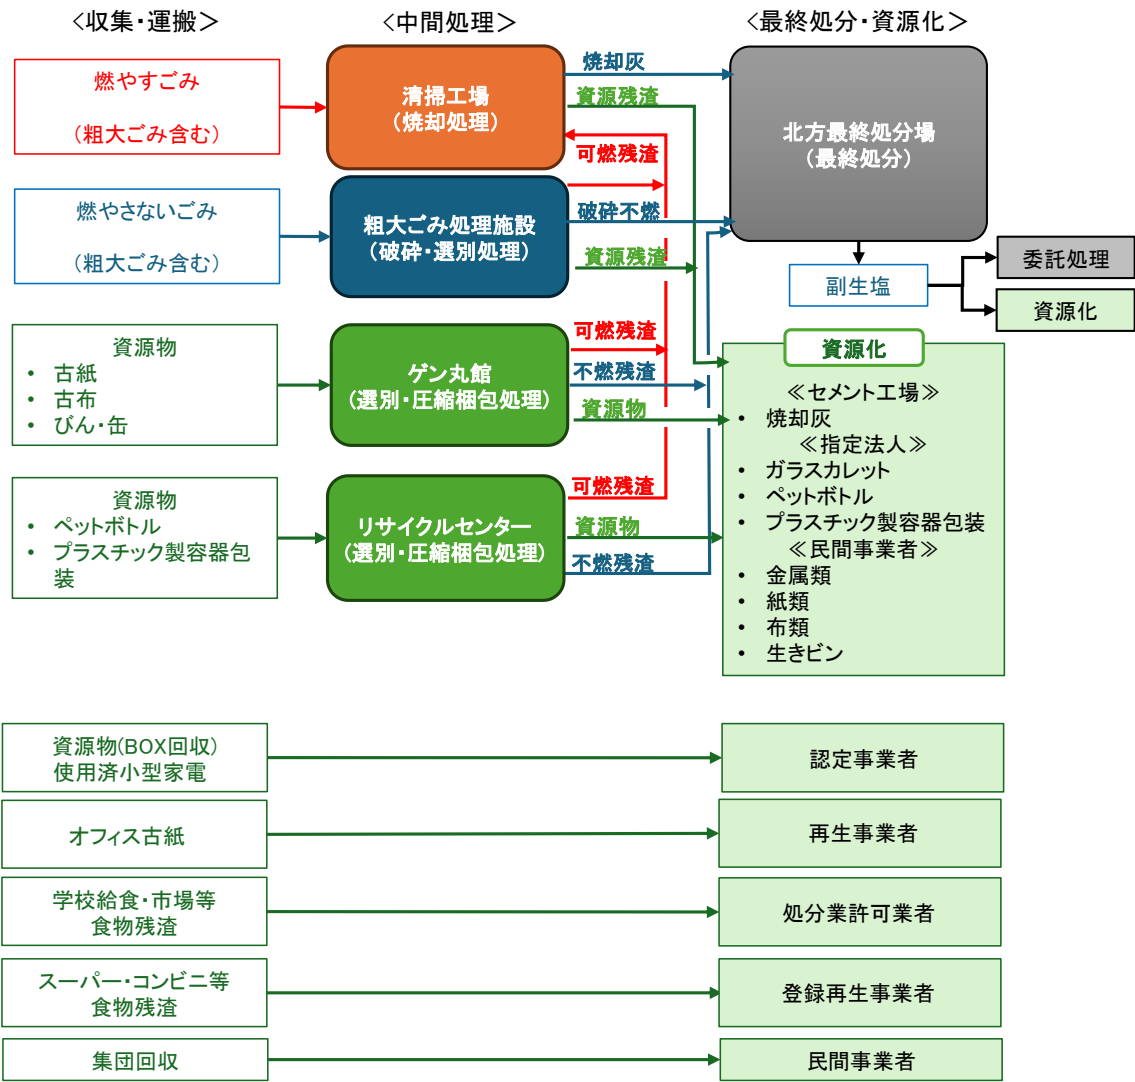 ＜収集・運搬＞
＜中間処理＞
＜最終処分・資源化＞
燃やすごみ
（粗大ごみ含む）
清掃工場
（焼却処理）
焼却灰
資源残渣
可燃残渣
北方最終処分場
（最終処分）
燃やさないごみ
（粗大ごみ含む）
粗大ごみ処理施設
（破砕・選別処理）
破砕不燃
資源残渣
副生塩
委託処理
資源化
資源物
• 古紙
• 古布
• びん・缶
ゲン丸館
（選別・圧縮梱包処理）
可燃残渣
不燃残渣
資源物
資源物
• ペットボトル
• プラスチック製容器包
装
リサイクルセンター
（選別・圧縮梱包処理）
可燃残渣
資源物
不燃残渣
資源化
≪セメント工場≫
• 焼却灰
≪指定法人≫
• ガラスカレット
• ペットボトル
• プラスチック製容器包装
≪民間事業者≫
• 金属類
• 紙類
• 布類
• 生きビン
資源物(BOX回収)
使用済小型家電
認定事業者
オフィス古紙
再生事業者
学校給食・市場等
食物残渣
処分業許可業者
スーパー・コンビニ等
食物残渣
登録再生事業者
集団回収
民間事業者